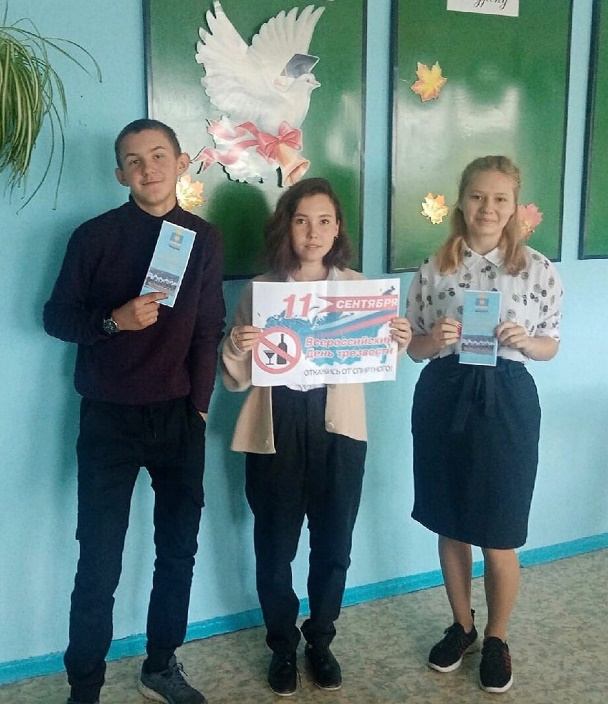 11 СЕНТЯБРЯ
Всероссийский
День трезвости
ОТКАЖИСЬ ОТ СПИРТНОГО!